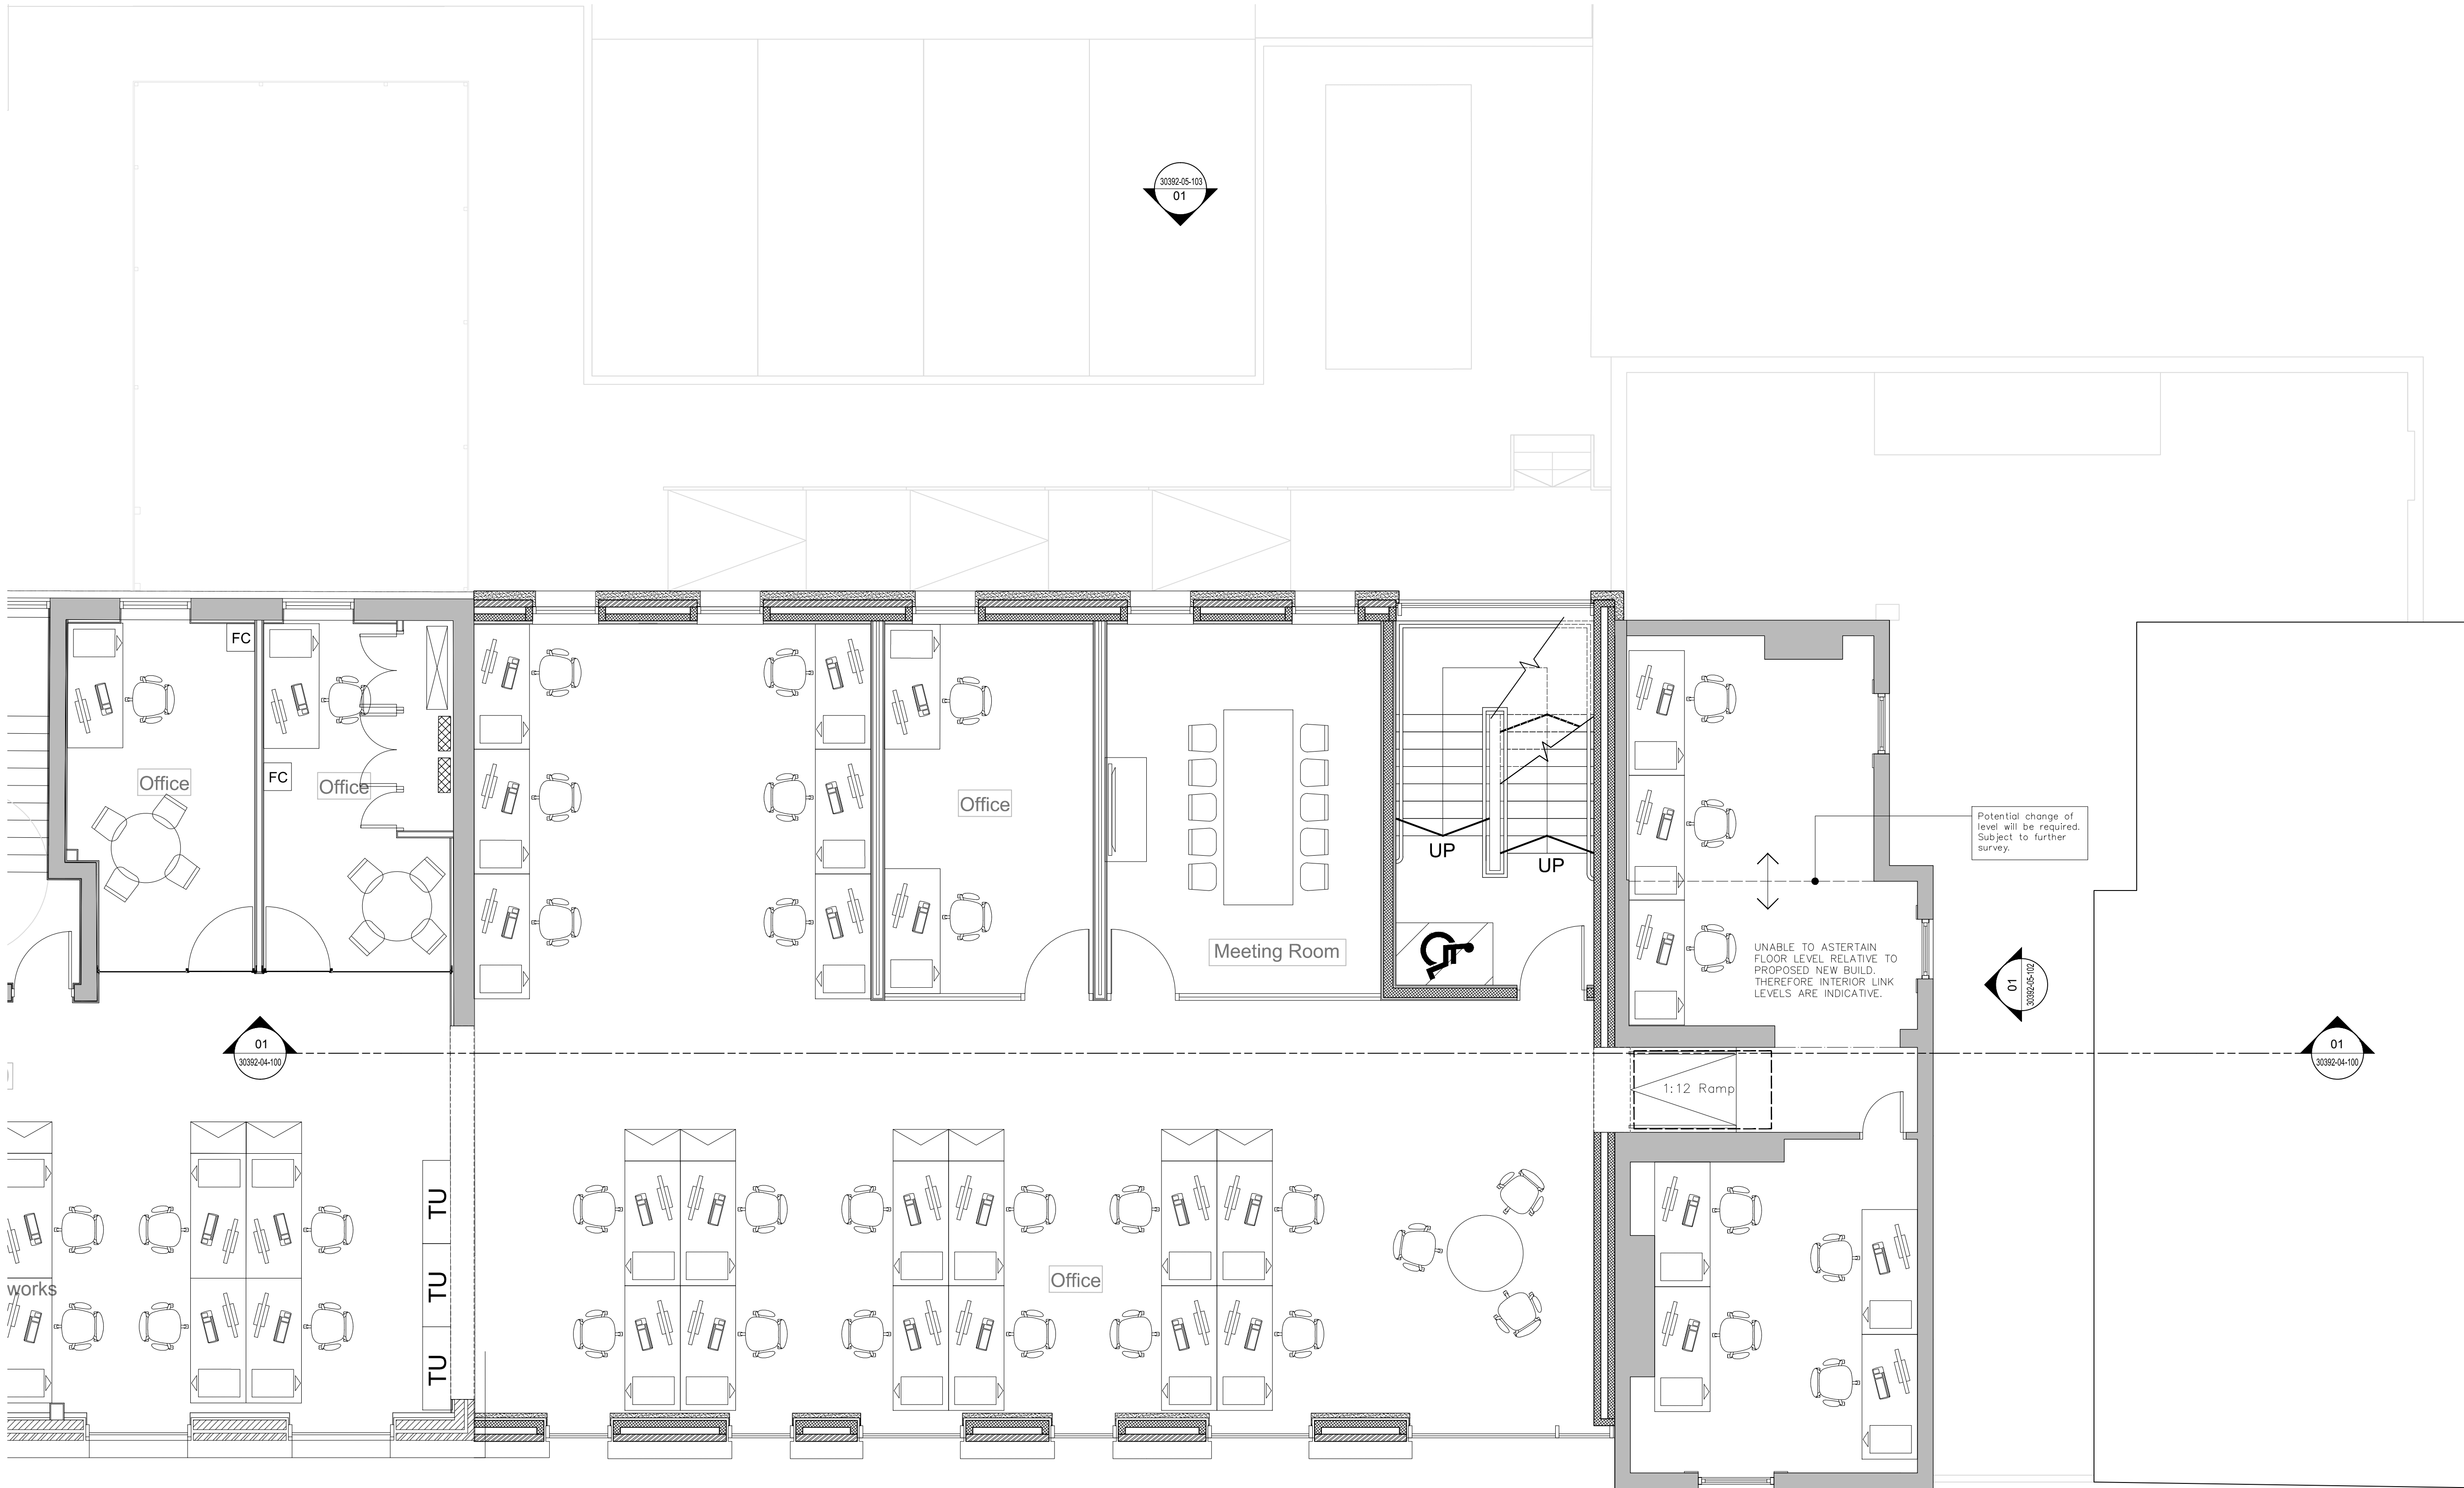 30392-05-103
01
FC
FC
Office
Office
Office
Meeting Room
UP
UP
Potential change of
level will be required.
Subject to further
survey.
UNABLE TO ASTERTAIN
FLOOR LEVEL RELATIVE TO
PROPOSED NEW BUILD.
THEREFORE INTERIOR LINK
LEVELS ARE INDICATIVE.
01
30392-05-102
01
30392-04-100
01
30392-04-100
1:12 Ramp
TU
TU
TU
Office
works